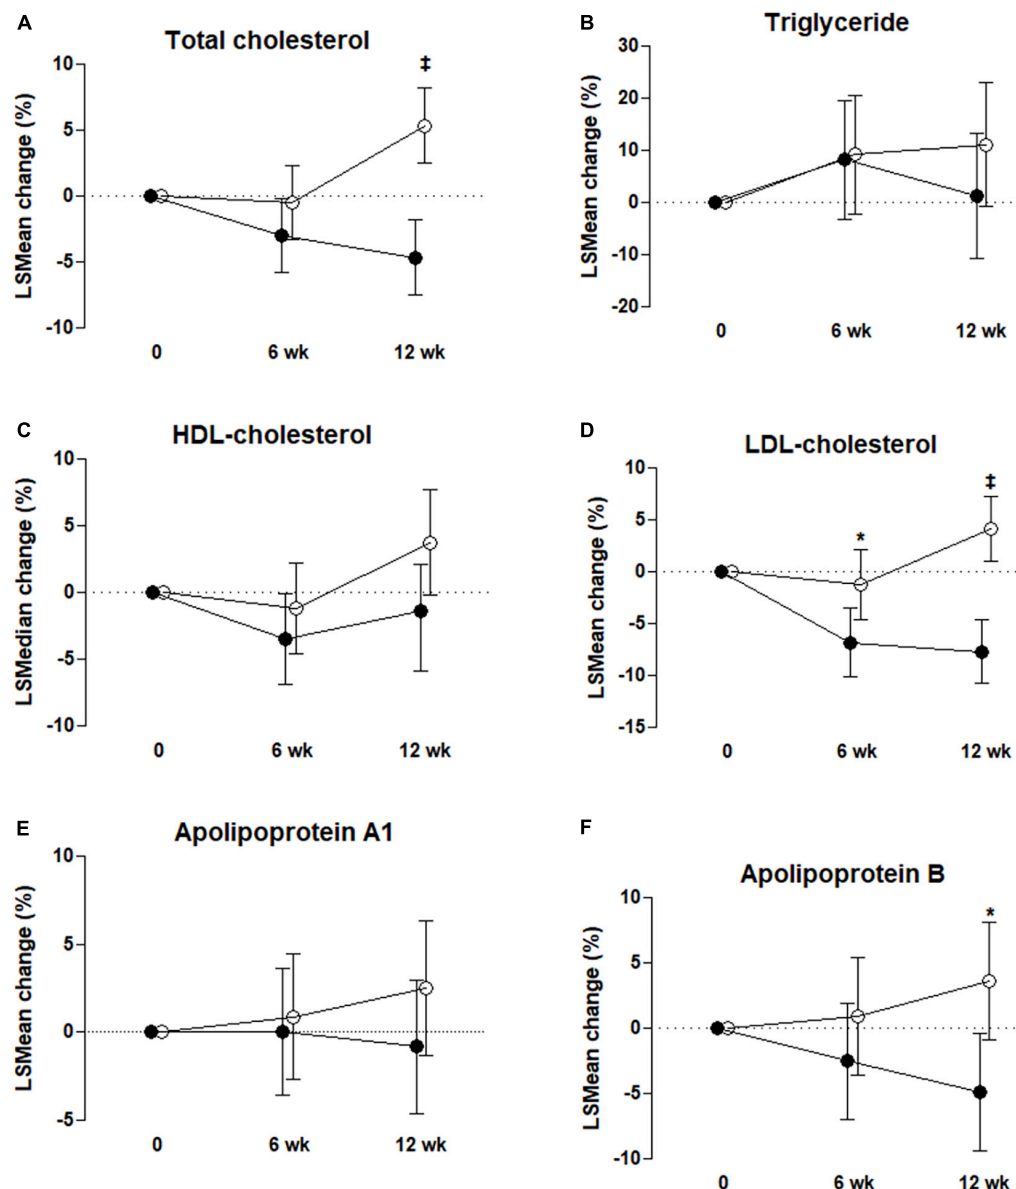 A
Total cholesterol
LSMean change (%)
10
5
0
-5
-10
‡
0 6 wk 12 wk
B
Triglyceride
LSMean change (%)
30
20
10
0
-10
-20
0 6 wk 12 wk
C
HDL-cholesterol
LSMedian change (%)
10
5
0
-5
-10
0 6 wk 12 wk
D
LDL-cholesterol
LSMean change (%)
10
5
0
-5
-10
-15
*
‡
0 6 wk 12 wk
E
Apolipoprotein A1
LSMean change (%)
10
5
0
-5
0 6 wk 12 wk
F
Apolipoprotein B
LSMean change (%)
10
5
0
-5
-10
*
0 6 wk 12 wk